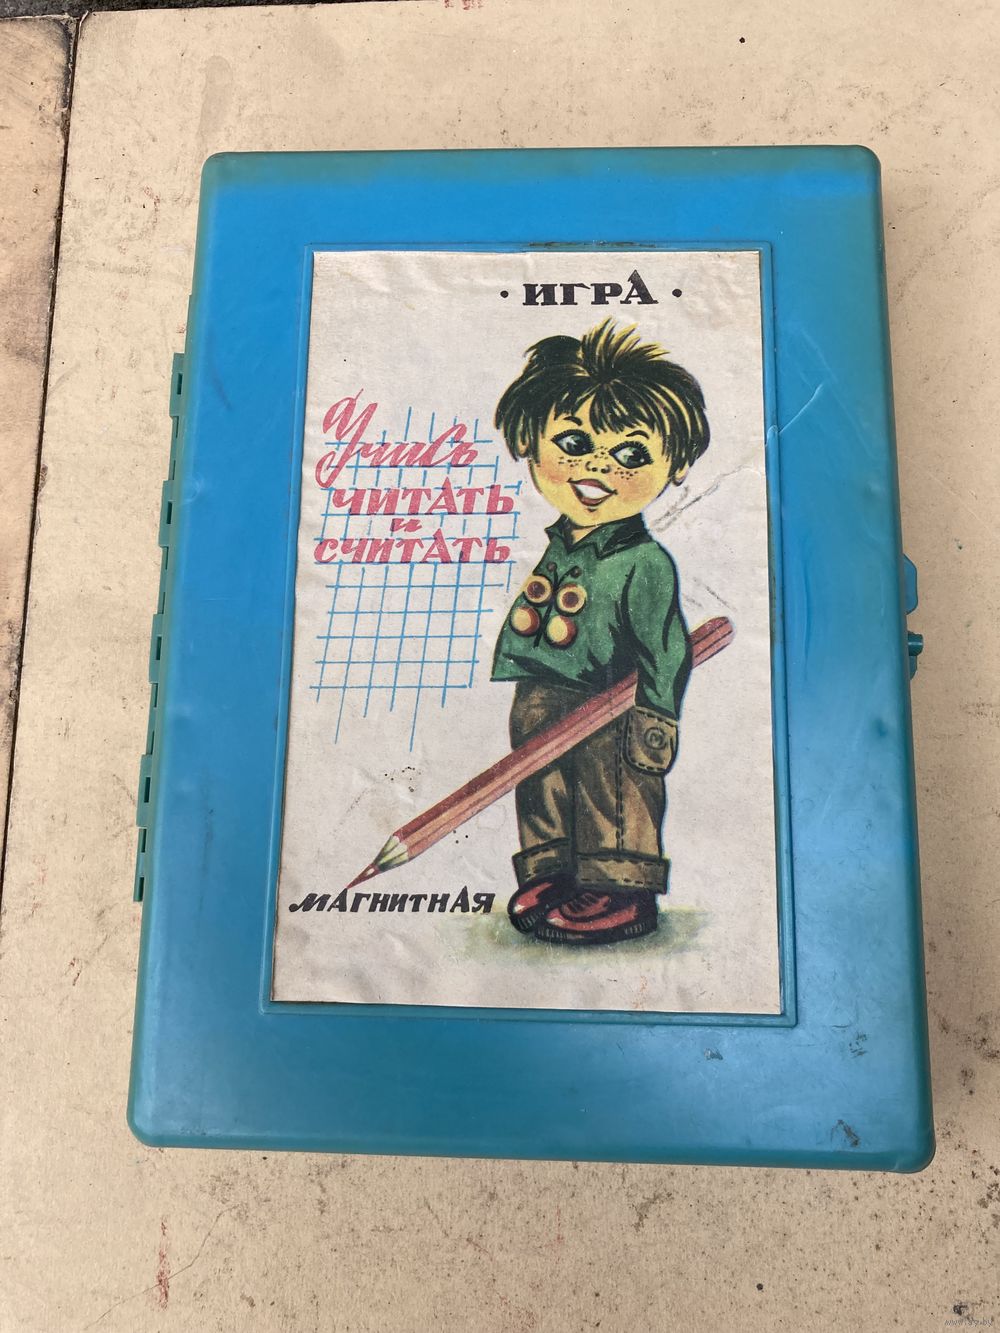 • ИГРА •
Учись
читать
и
считать
МАГНИТНАЯ
М